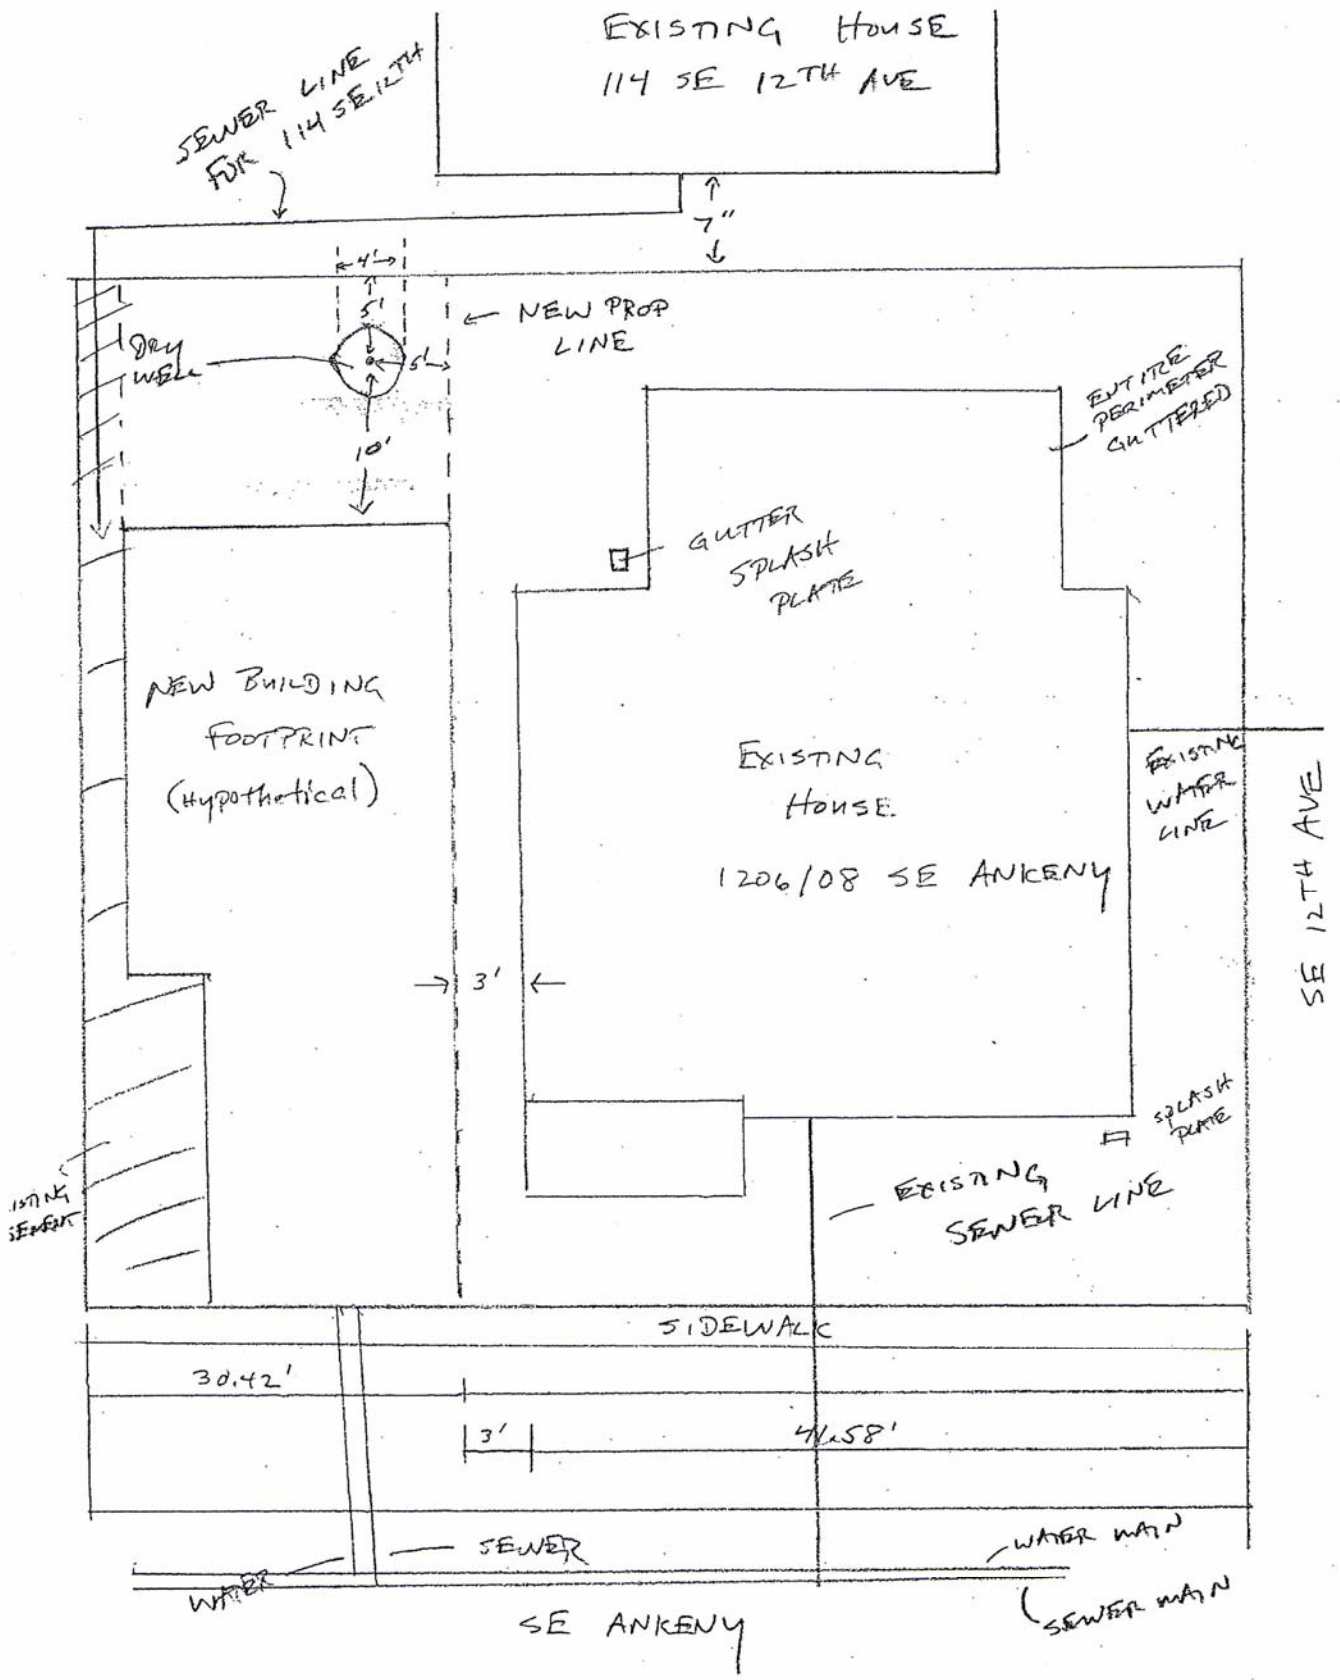 EXISTING HOUSE
114 SE 12TH AVE
SEWER LINE
FOR 114 SE 12TH
7"
4'
5'
NEW PROP
LINE
DRY
WELL
5'
10'
ENTIRE
PERIMETER
GUTTERED
GUTTER
SPLASH
PLATE
NEW BUILDING
FOOTPRINT
(Hypothetical)
EXISTING
HOUSE
1206/08 SE ANKENY
EXISTING
WATER
LINE
SE 12TH AVE
3'
SPLASH
PLATE
ISTING
SEMENT
EXISTING
SEWER LINE
SIDEWALK
30.42'
3'
SEWER
WATER
WATER MAIN
SEWER MAIN
SE ANKENY